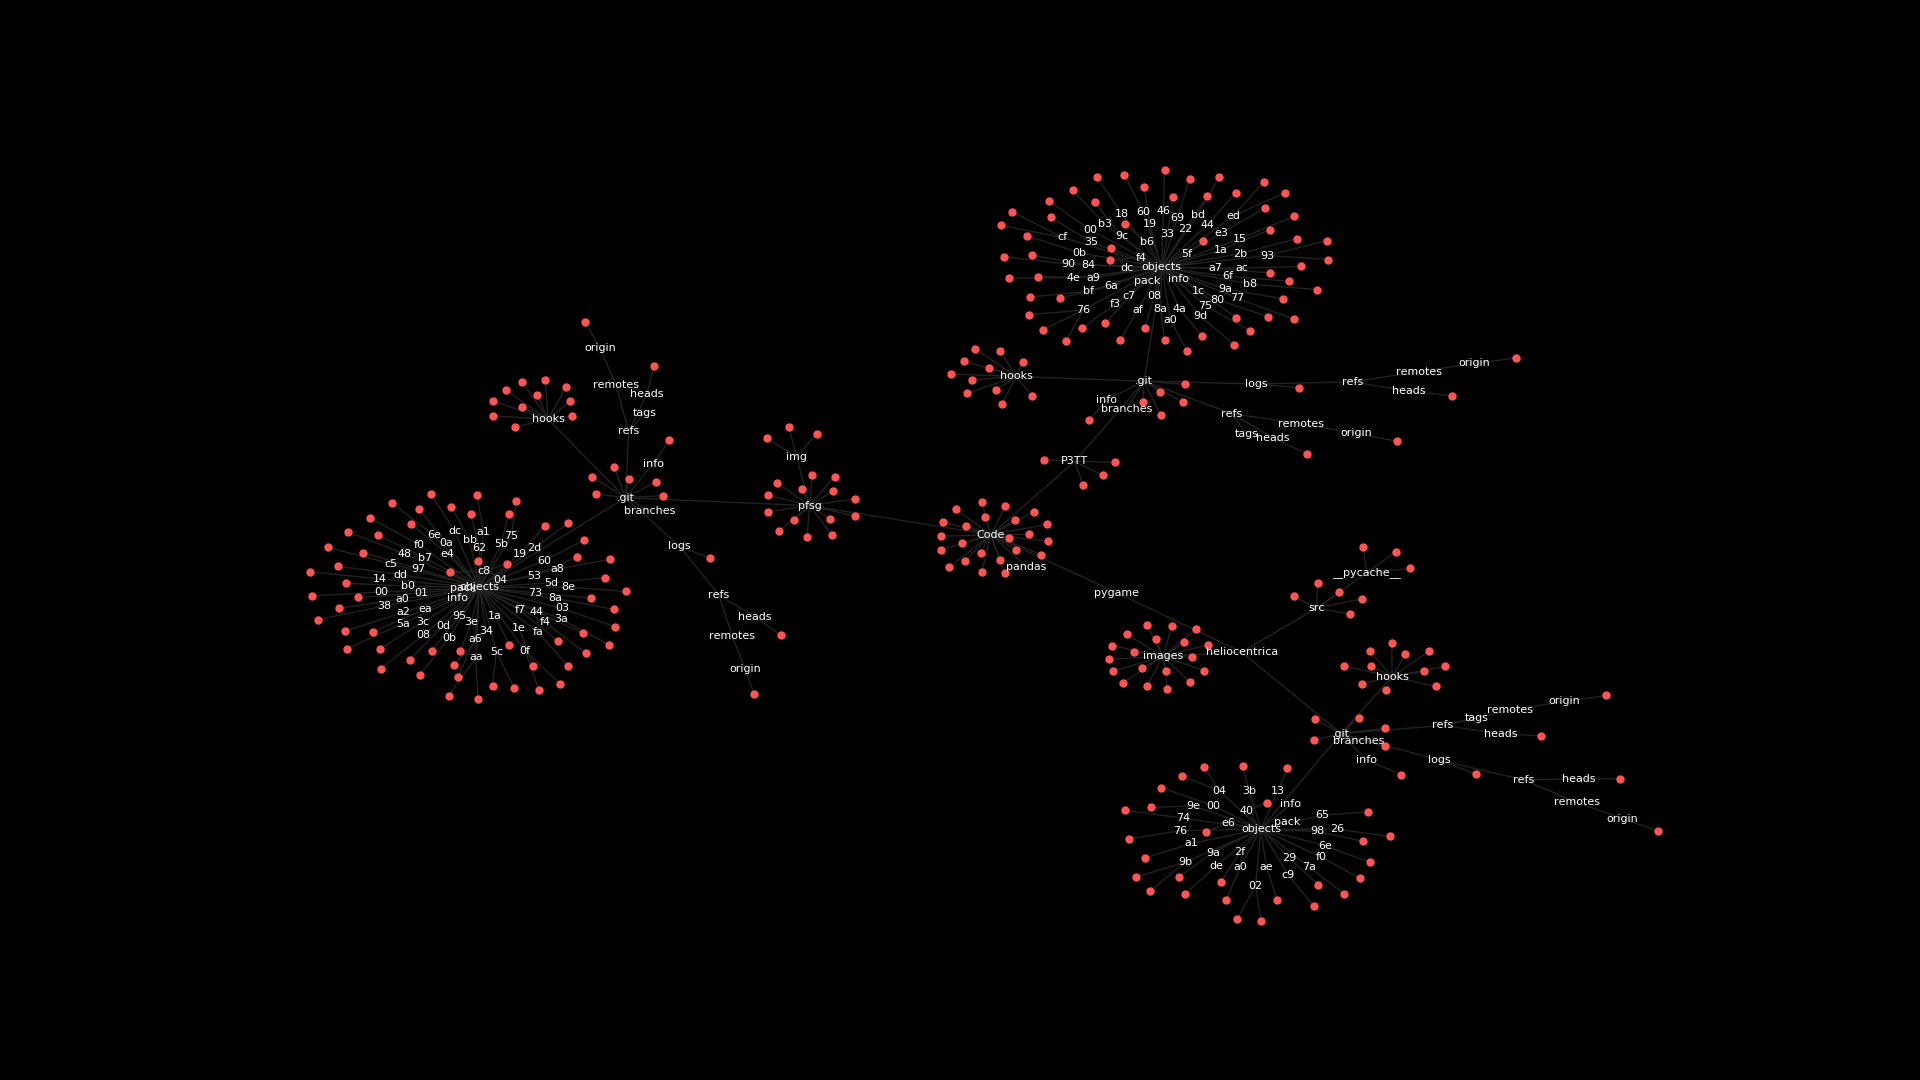 18
60
46
69
bd
ed
b3
19
22
44
00
9c
b6
33
e3
cf
35
15
0b
f4
5f
1a
2b
93
90
84
dc
objects
a7
ac
4e
a9
pack
info
6f
b8
bf
6a
c7
08
1c
9a
77
80
76
f3
af
8a
4a
75
a0
9d
hooks
.git
logs
refs
remotes
origin
heads
info
branches
refs
tags
remotes
heads
origin
P3TT
origin
remotes
heads
tags
refs
hooks
info
img
.git
branches
pfsg
Code
pandas
pygame
logs
refs
heads
remotes
origin
6e
dc
a1
75
f0
0a
bb
62
5b
2d
48
b7
e4
19
c5
97
60
14
dd
c8
a8
00
b0
01
pack
objects
04
53
5d
8e
38
a0
info
73
8a
a2
ea
95
1a
f7
44
03
5a
3c
0d
3e
f4
3a
08
0b
34
1e
fa
a6
aa
5c
0f
__pycache__
src
images
heliocentrica
hooks
.git
branches
refs
tags
remotes
origin
heads
info
logs
refs
heads
remotes
origin
04
3b
13
9e
00
40
info
74
e6
pack
65
76
objects
98
26
a1
9a
2f
6e
9b
de
a0
ae
29
f0
7a
c9
02